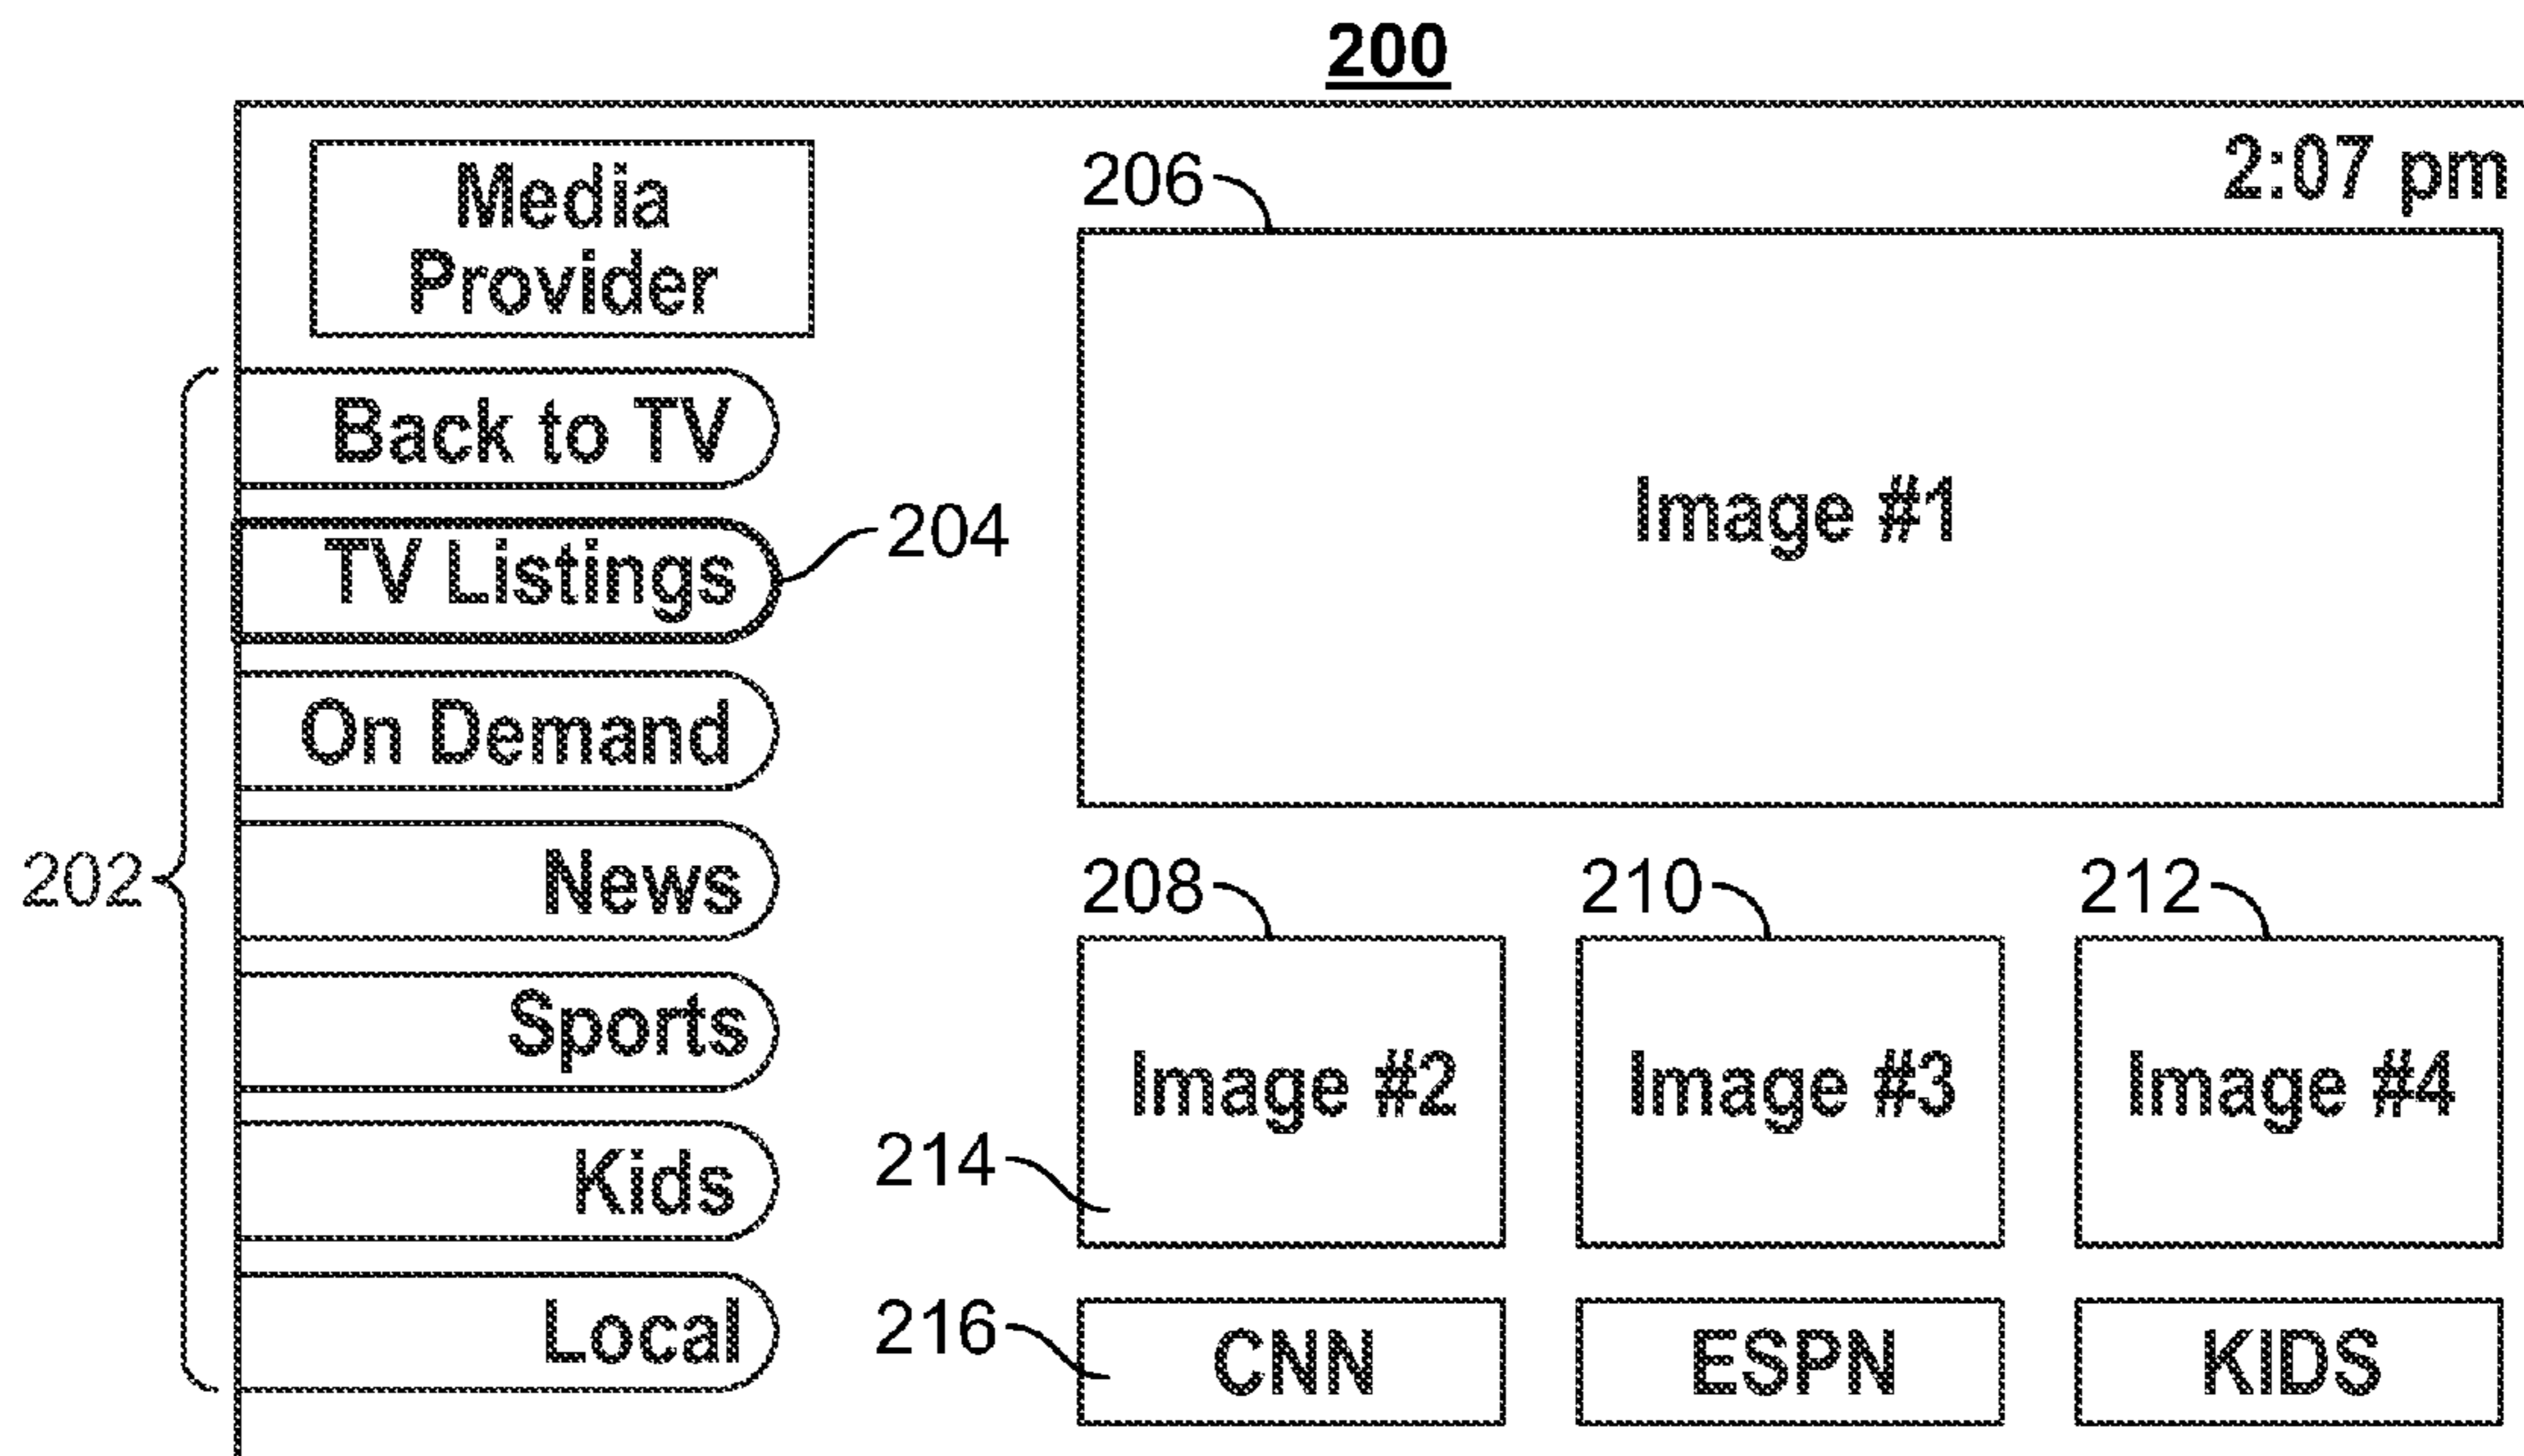 200
2:07 pm
Media
Provider
206
Back to TV
Image #1
TV Listings
204
On Demand
202
News
208
210
212
Sports
Image #2
Image #3
Image #4
214
Kids
216
Local
CNN
ESPN
KIDS